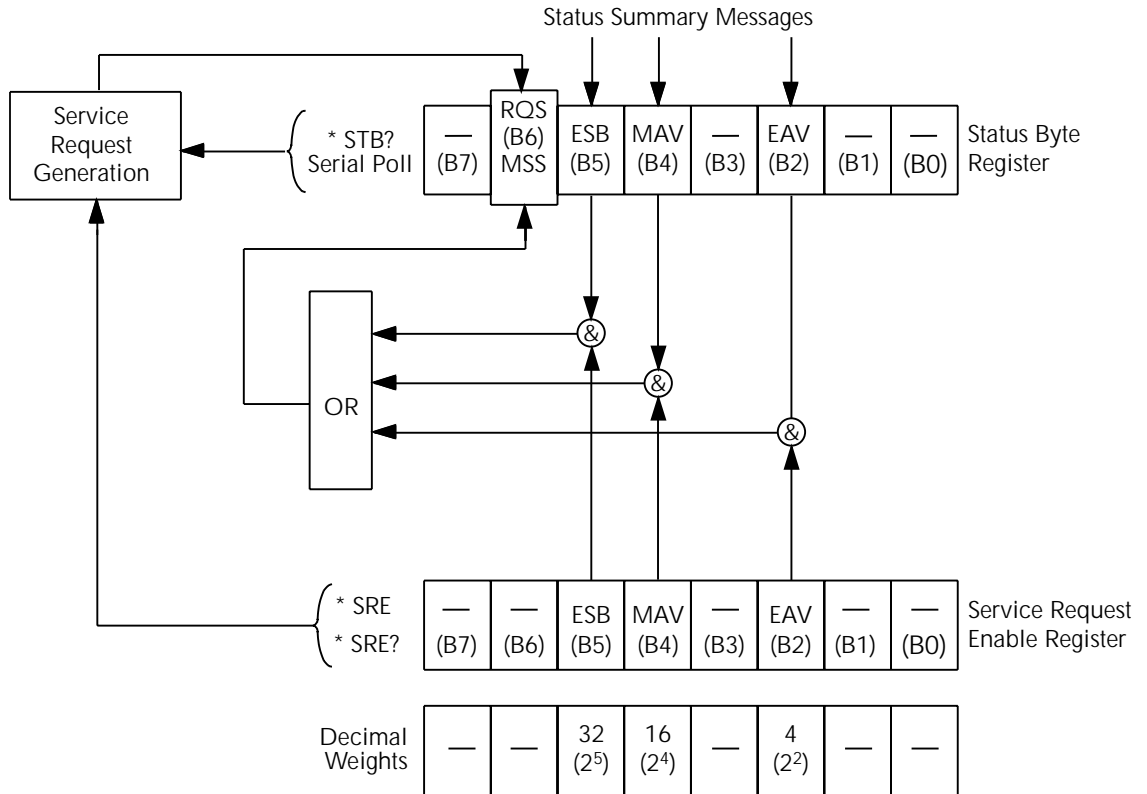 Status Summary Messages
Service
Request
Generation
* STB?
Serial Poll
— (B7)
RQS
(B6)
MSS
ESB
(B5)
MAV
(B4)
— (B3)
EAV
(B2)
— (B1)
— (B0)
Status Byte
Register
&
&
&
OR
* SRE
* SRE?
— (B7)
— (B6)
ESB
(B5)
MAV
(B4)
— (B3)
EAV
(B2)
— (B1)
— (B0)
Service Request
Enable Register
Decimal
Weights
—
—
32
(2⁵)
16
(2⁴)
—
4
(2²)
—
—